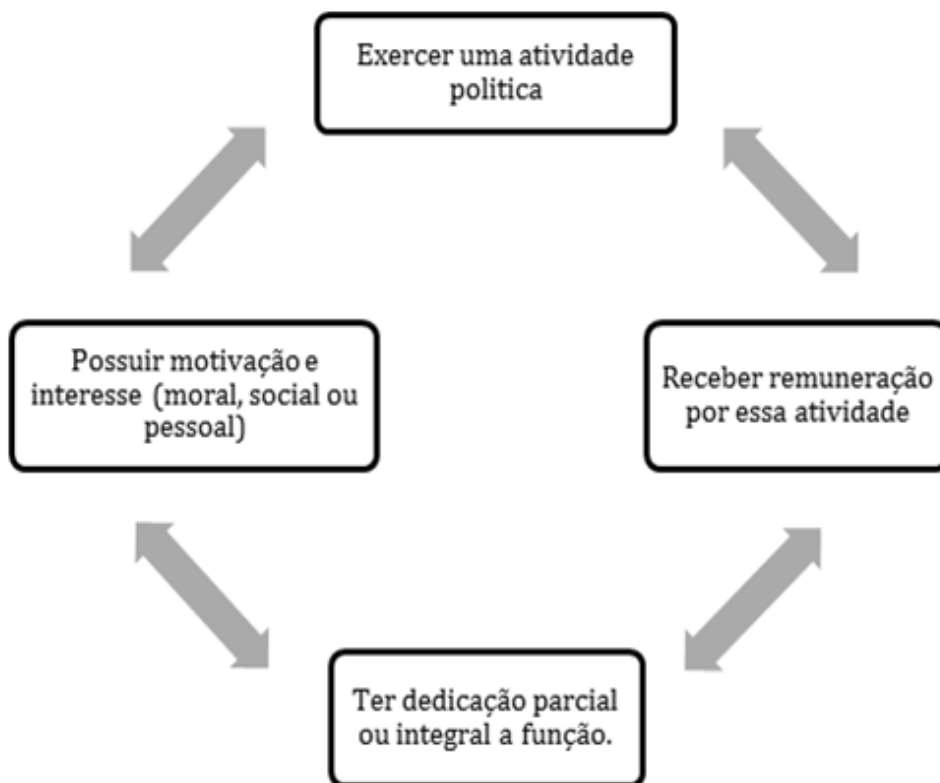 Exercer uma atividade
politica
Possuir motivação e
interesse (moral, social ou
pessoal)
Receber remuneração
por essa atividade
Ter dedicação parcial
ou integral a função.